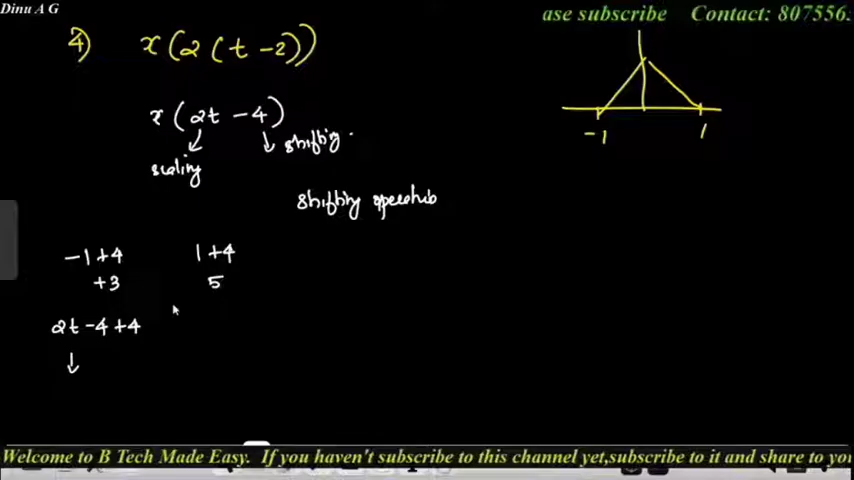 Dinu A G
ase subscribe Contact: 807556
4) x(2(t-2))
x(2t-4)
scaling
shifting.
-1
1
shifting
-1+4
1+4
+3
5
2t-4+4
Welcome to B Tech Made Easy. If you haven't subscribe to this channel yet,subscribe to it and share to yo